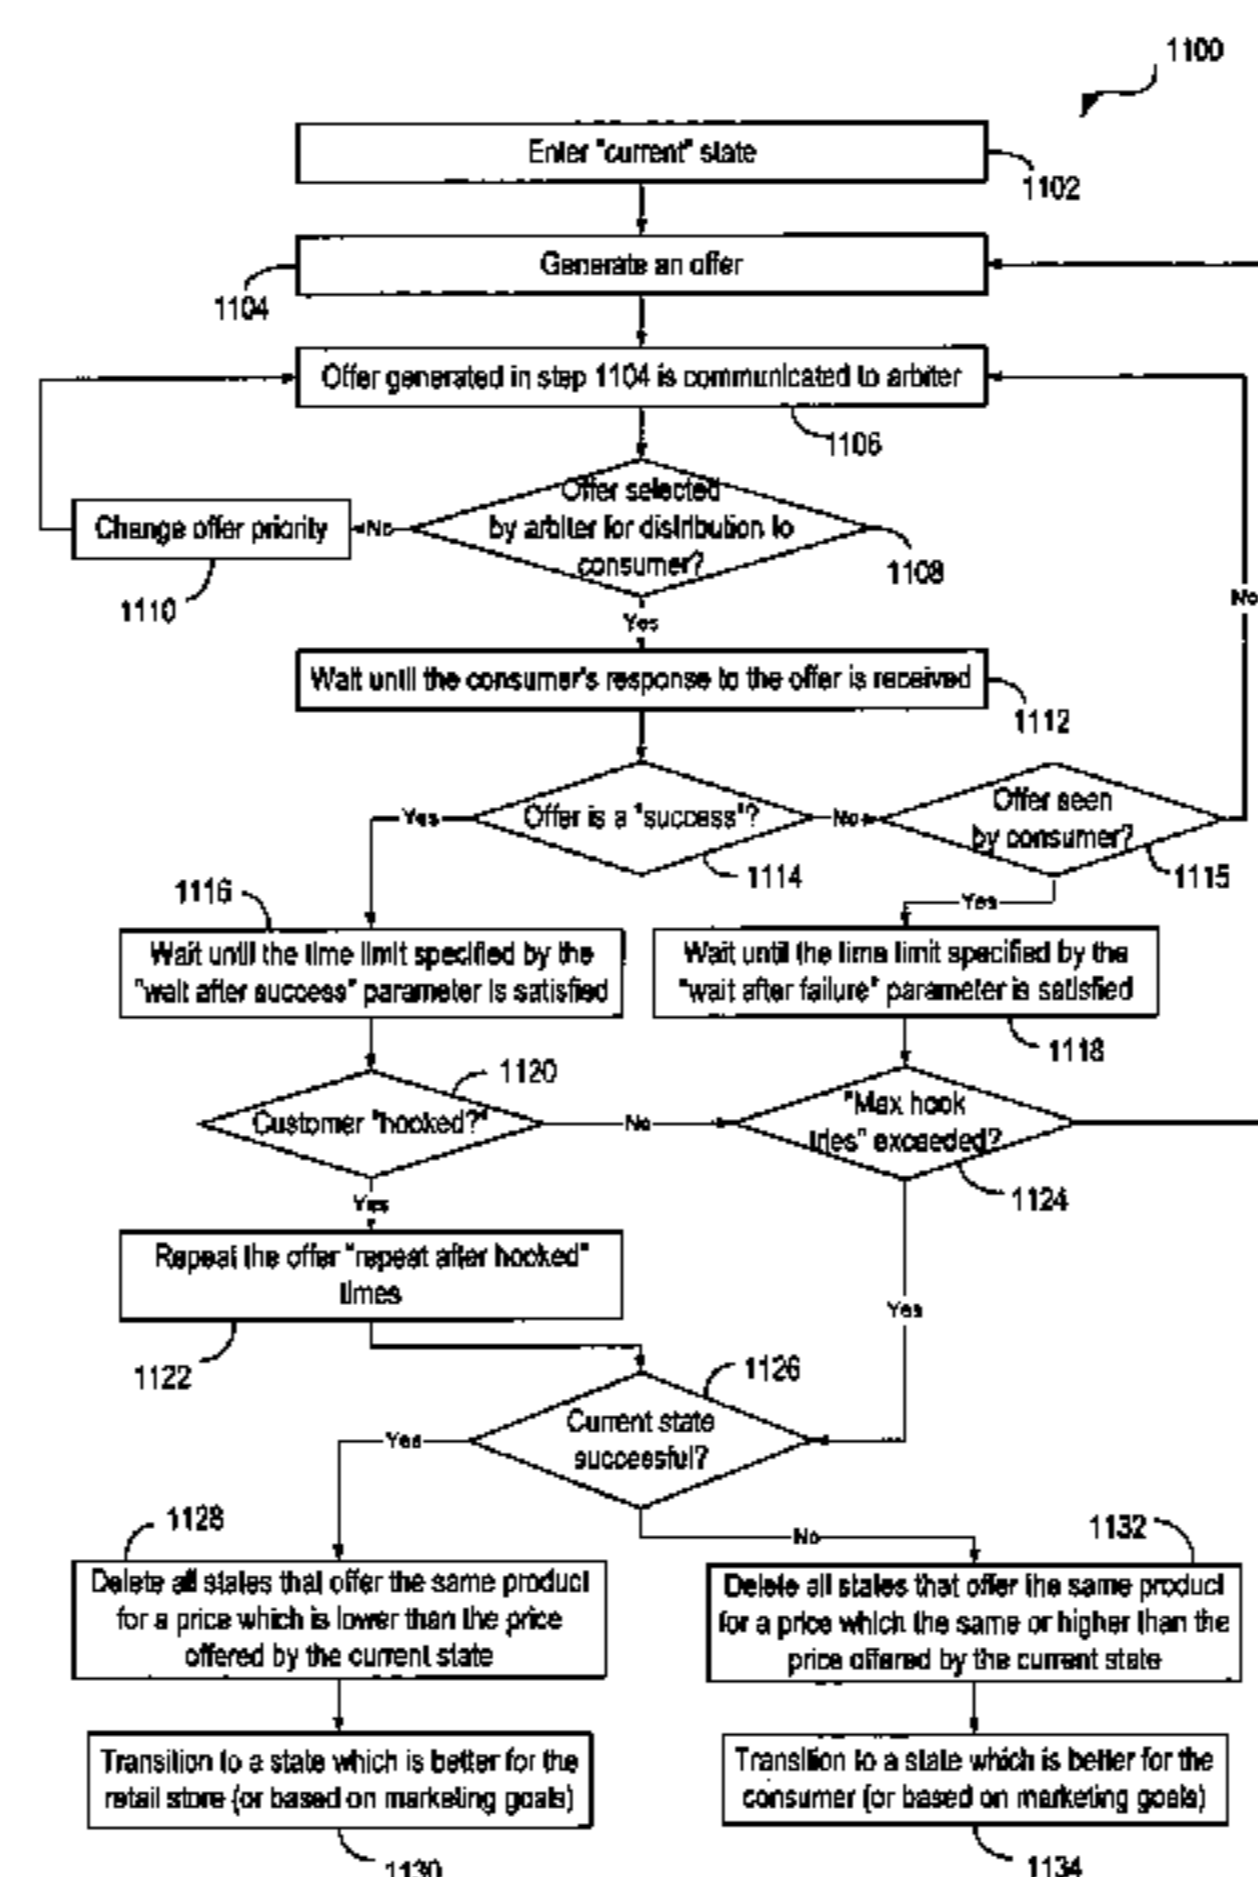 1100
Enter "current" state
1102
Generate an offer
1104
Offer generated in step 1104 is communicated to arbiter
1106
Offer selected
by arbiter for distribution to
consumer?
1108
No
Change offer priority
1110
Yes
No
Wait until the consumer's response to the offer is received
1112
Yes
Offer is a "success"?
1114
No
Offer seen
by consumer?
1115
1116
Yes
Wait until the time limit specified by the
"wait after success" parameter is satisfied
Wait until the time limit specified by the
"wait after failure" parameter is satisfied
1118
1120
Customer "hooked?"
No
"Max hook
tries" exceeded?
1124
Yes
Repeat the offer "repeat after hooked"
times
1122
Yes
1126
Current state
successful?
Yes
No
1128
Delete all states that offer the same product
for a price which is lower than the price
offered by the current state
1132
Delete all states that offer the same product
for a price which the same or higher than the
price offered by the current state
Transition to a state which is better for the
retail store (or based on marketing goals)
1130
Transition to a state which is better for the
consumer (or based on marketing goals)
1134